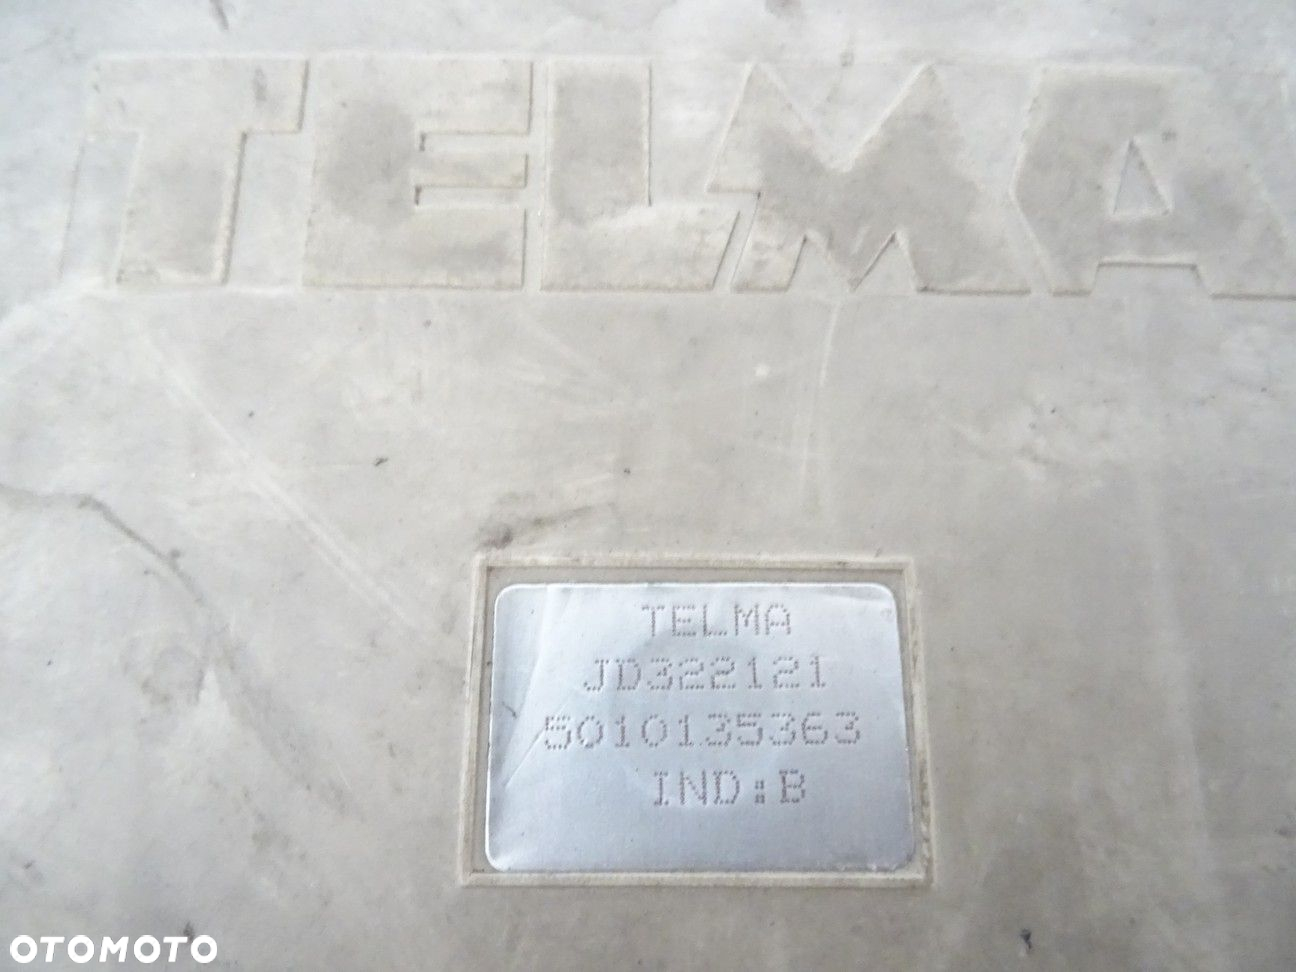 TELMA
TELMA
JD322121
5010135363
IND:B
OTOMOTO